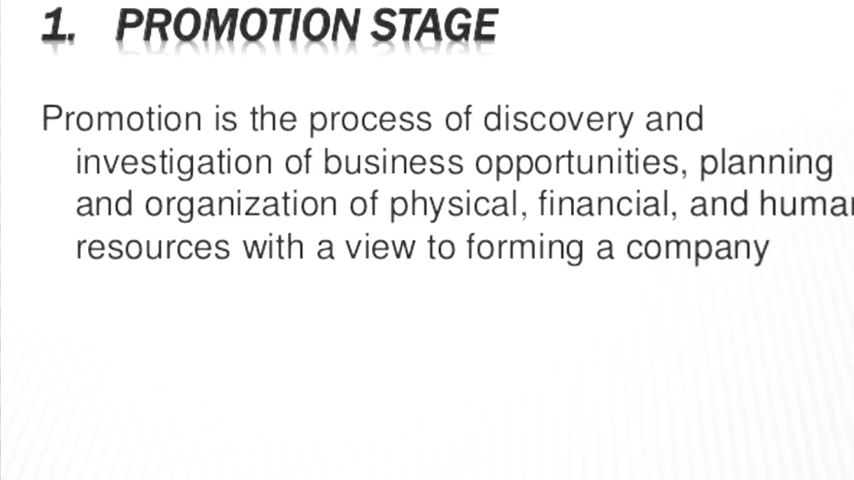 1. PROMOTION STAGE
Promotion is the process of discovery and
investigation of business opportunities, planning
and organization of physical, financial, and
resources with a view to forming a company